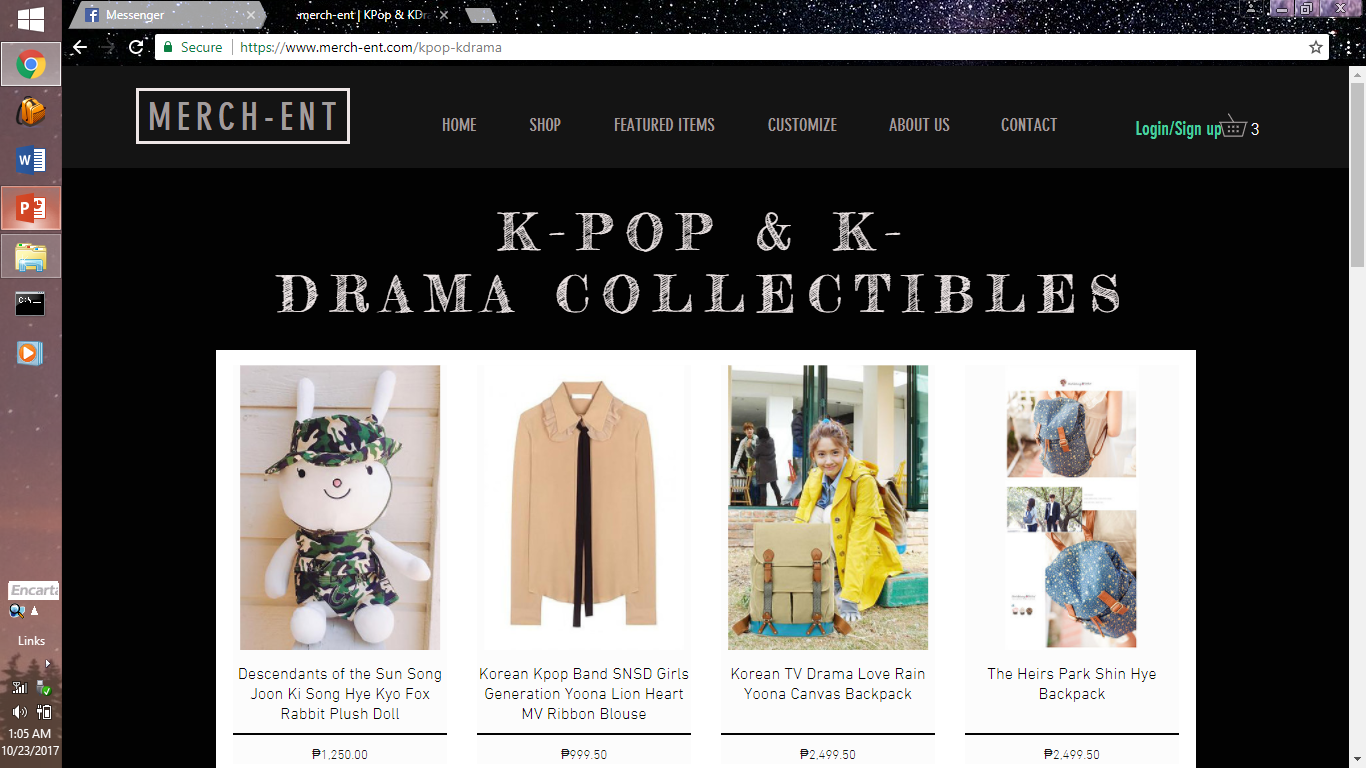 Messenger
merch-ent | KPop & KDr
Secure
https://www.merch-ent.com/kpop-kdrama
MERCH-ENT
HOME
SHOP
FEATURED ITEMS
CUSTOMIZE
ABOUT US
CONTACT
Login/Sign up
3
K-POP & K-
DRAMA COLLECTIBLES
Descendants of the Sun Song
Joon Ki Song Hye Kyo Fox
Rabbit Plush Doll
₱1,250.00
Korean Kpop Band SNSD Girls
Generation Yoona Lion Heart
MV Ribbon Blouse
₱999.50
Korean TV Drama Love Rain
Yoona Canvas Backpack
₱2,499.50
The Heirs Park Shin Hye
Backpack
₱2,499.50
Encarta
Links
1:05 AM
10/23/2017